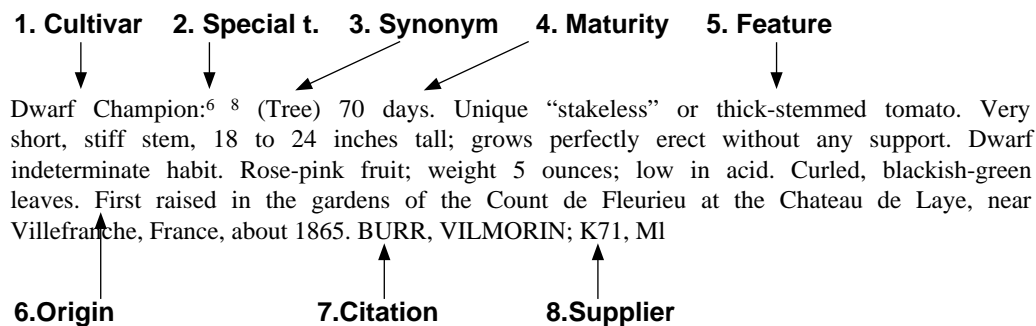 1. Cultivar 2. Special t. 3. Synonym 4. Maturity 5. Feature
Dwarf Champion:⁶ ⁸ (Tree) 70 days. Unique “stakeless” or thick-stemmed tomato. Very
short, stiff stem, 18 to 24 inches tall; grows perfectly erect without any support. Dwarf
indeterminate habit. Rose-pink fruit; weight 5 ounces; low in acid. Curled, blackish-green
leaves. First raised in the gardens of the Count de Fleurieu at the Chateau de Laye, near
Villefranche, France, about 1865. BURR, VILMORIN; K71, Ml
6.Origin 7.Citation 8.Supplier